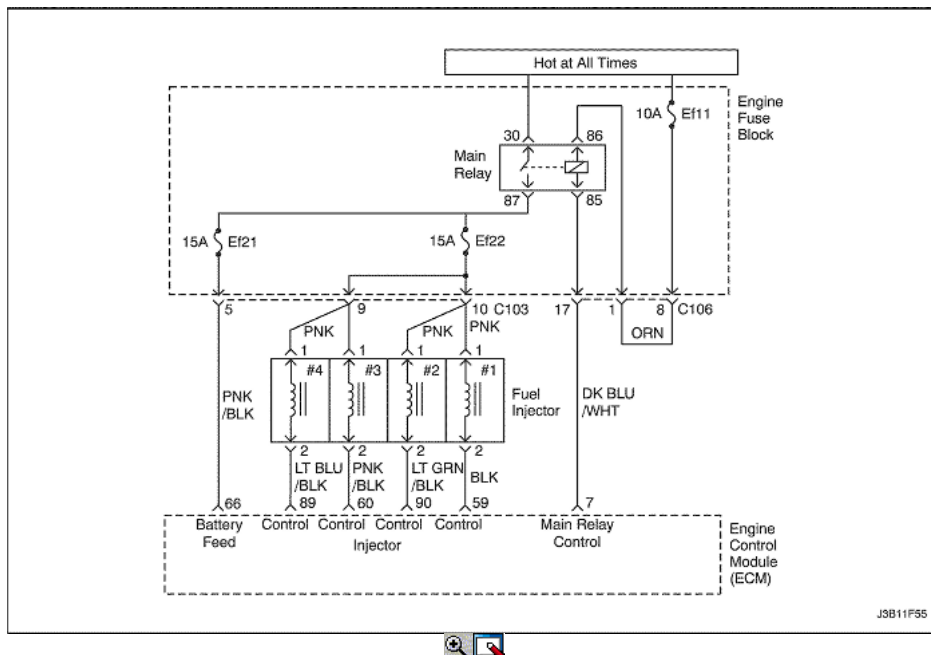 Hot at All Times
Engine
Fuse
Block
10A Ef11
30 86
Main
Relay
87 85
15A Ef21
15A Ef22
5 9 10 C103 17 1 8 C106
PNK PNK PNK ORN
1 1 1 1
#4 #3 #2 #1
Fuel
Injector
PNK
/BLK
DK BLU
/WHT
2 2 2 2
LT BLU
/BLK
PNK
/BLK
LT GRN
/BLK
BLK
66 89 60 90 59 7
Battery
Feed
Control Control Control Control
Injector
Main Relay
Control
Engine
Control
Module
(ECM)
J3B11F55